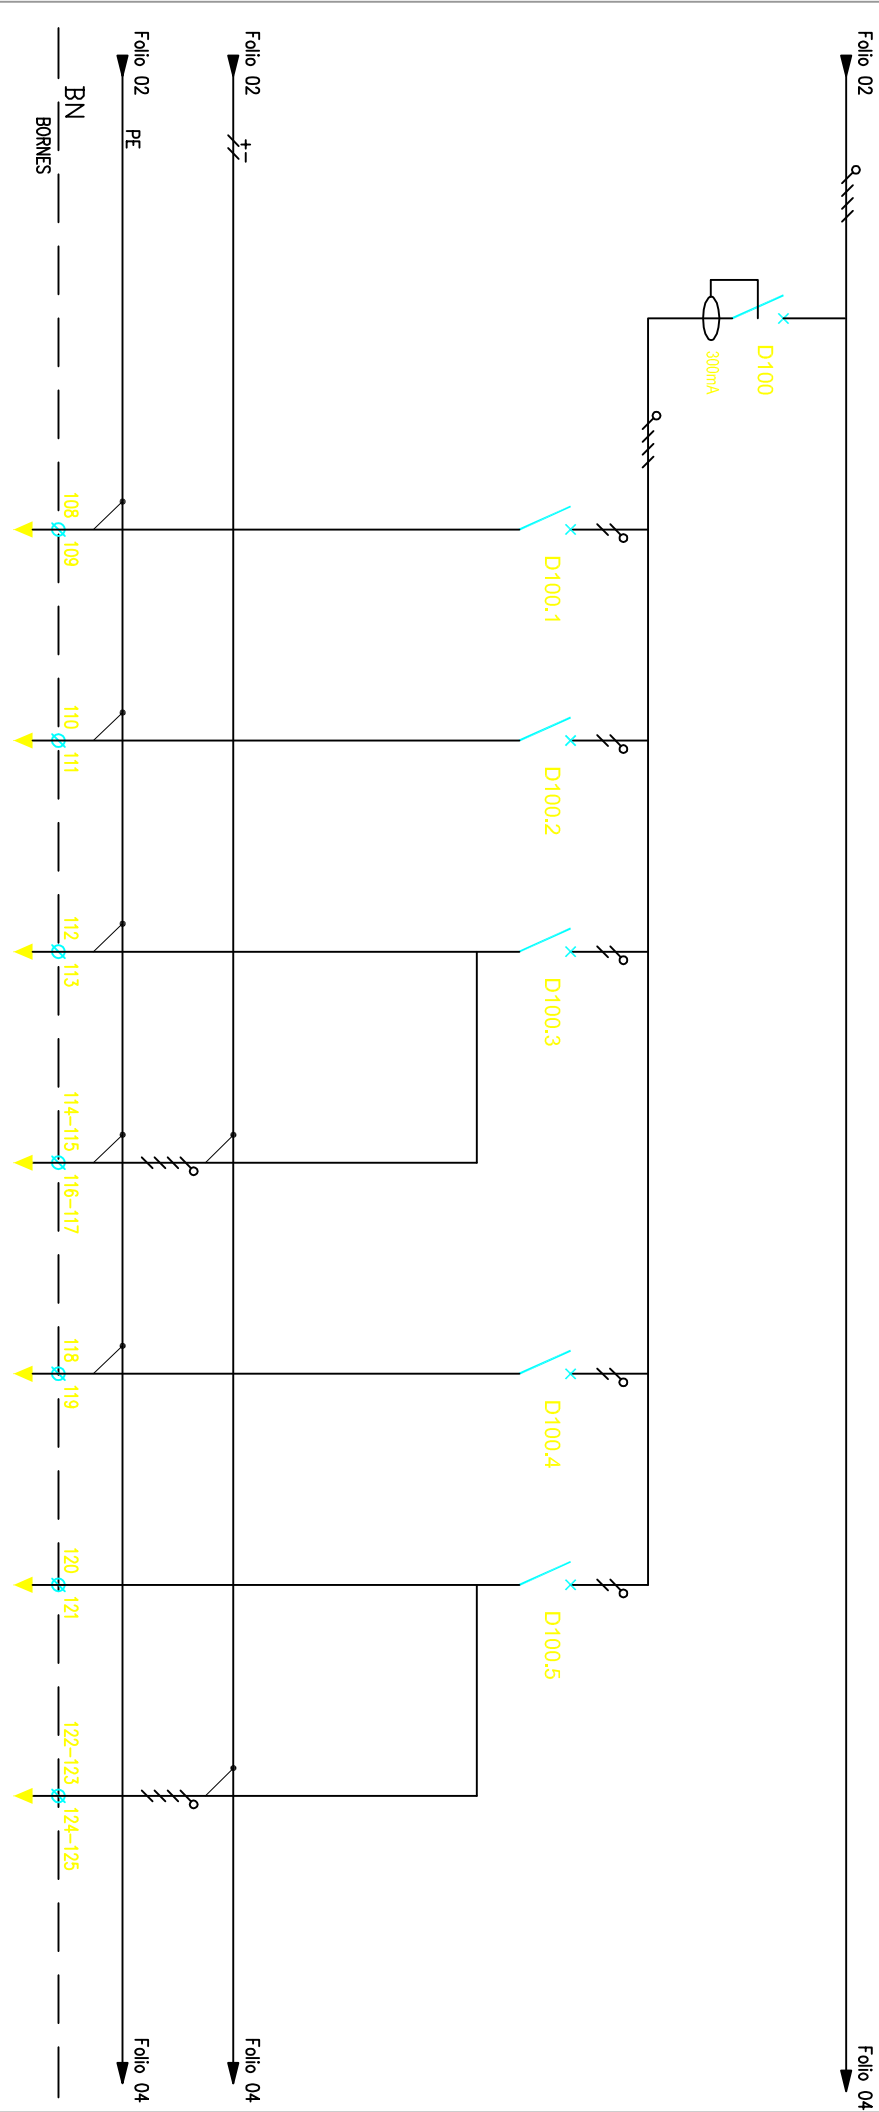 Folio 02
Folio 04
D100
300mA
D100.1
D100.2
D100.3
D100.4
D100.5
Folio 02
+-
Folio 04
Folio 02
PE
Folio 04
BN
108 109
110 111
112 113
114-115 116-117
118 119
120 121
122-123 124-125
BORNES